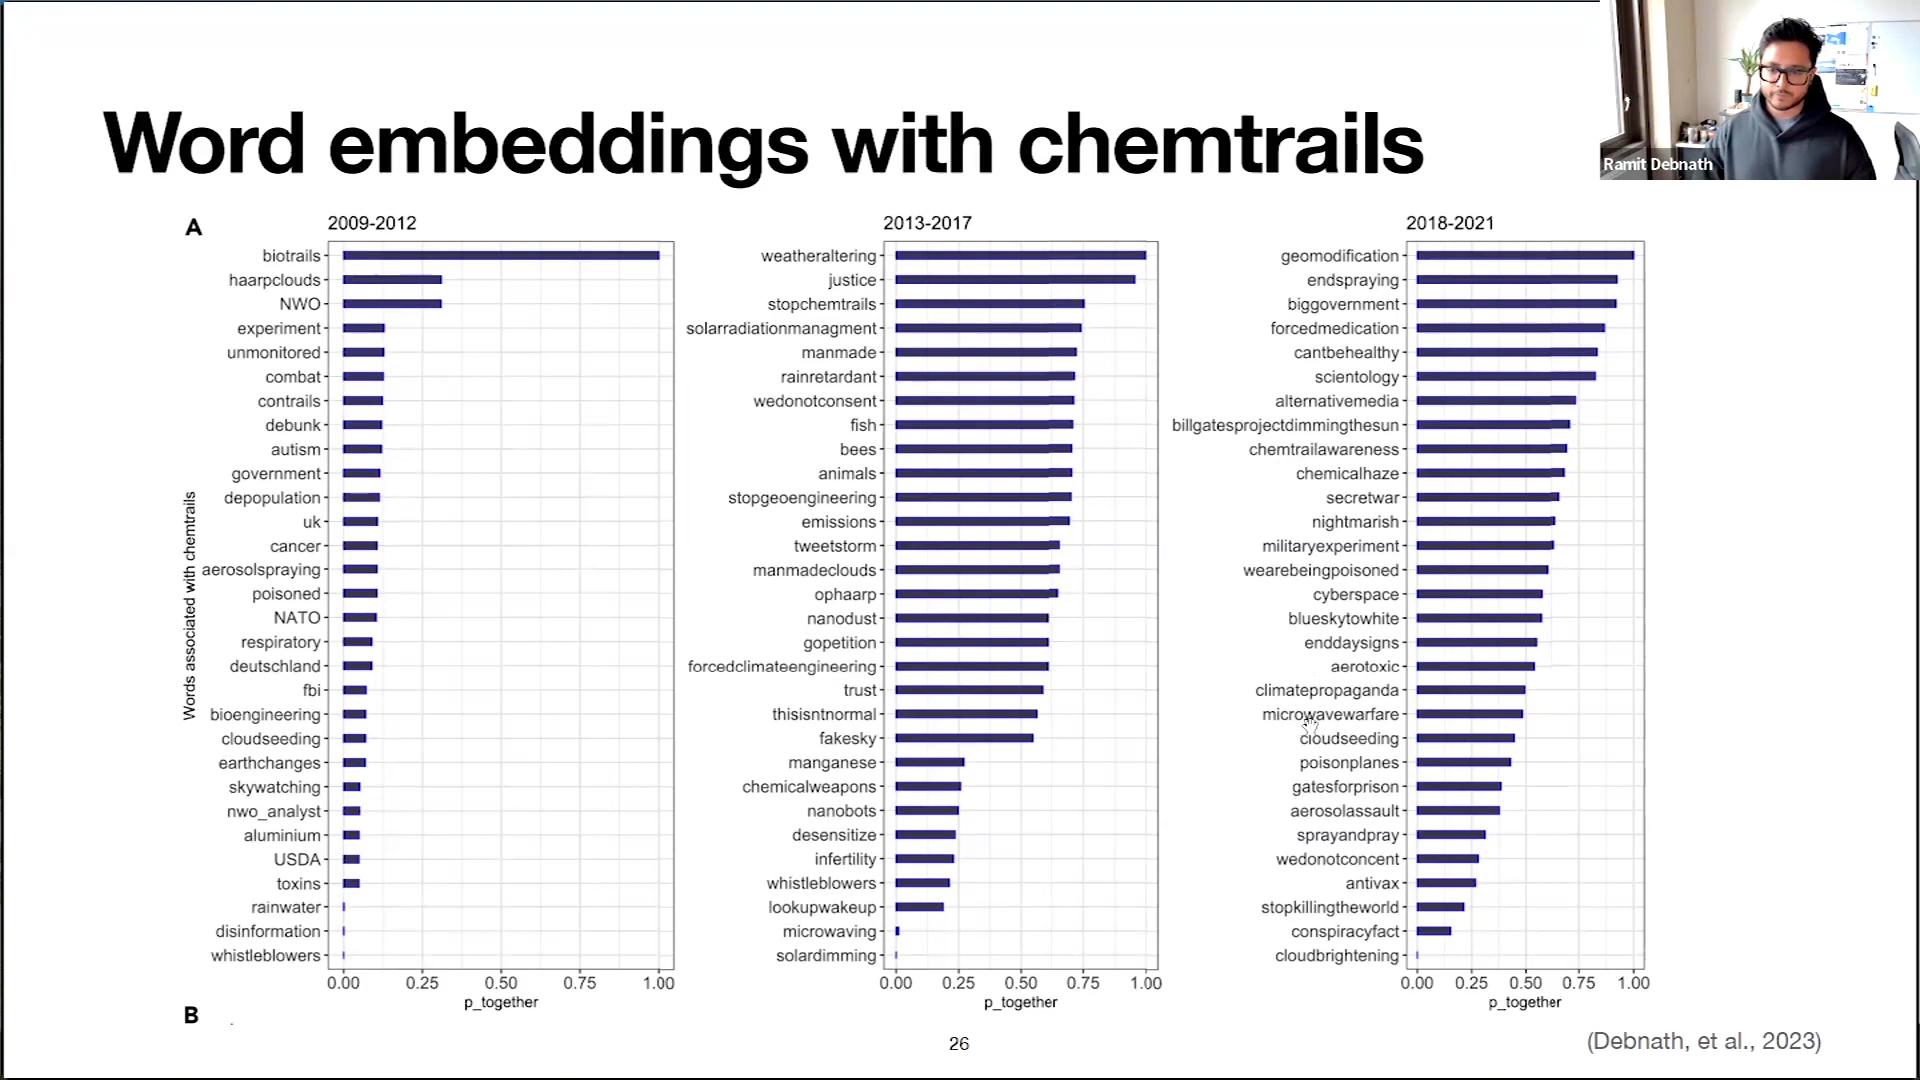 Word embeddings with chemtrails
Ramit Debnath
A
2009-2012
Words associated with chemtrails
biotrails
haarpclouds
NWO
experiment
unmonitored
combat
contrails
debunk
autism
government
depopulation
uk
cancer
aerosolspraying
poisoned
NATO
respiratory
deutschland
fbi
bioengineering
cloudseeding
earthchanges
skywatching
nwo_analyst
aluminium
USDA
toxins
rainwater
disinformation
whistleblowers
0.00 0.25 0.50 0.75 1.00
p_together
2013-2017
weatheraltering
justice
stopchemtrails
solarradiationmanagment
manmade
rainretardant
wedonotconsent
fish
bees
animals
stopgeoengineering
emissions
tweetstorm
manmadeclouds
ophaarp
nanodust
gopetition
forcedclimateengineering
trust
thisisntnormal
fakesky
manganese
chemicalweapons
nanobots
desensitize
infertility
whistleblowers
lookupwakeup
microwaving
solardimming
0.00 0.25 0.50 0.75 1.00
p_together
2018-2021
geomodification
endspraying
biggovernment
forcedmedication
cantbehealthy
scientology
alternativemedia
billgatesprojectdimmingthesun
chemtrailawareness
chemicalhaze
secretwar
nightmarish
militaryexperiment
wearebeingpoisoned
cyberspace
blueskytowhite
enddaysigns
aerotoxic
climatepropaganda
microwavewarfare
cloudseeding
poisonplanes
gatesforprison
aerosolassault
sprayandpray
wedonotconcent
antivax
stopkillingtheworld
conspiracyfact
cloudbrightening
0.00 0.25 0.50 0.75 1.00
p_together
B
26
(Debnath, et al., 2023)